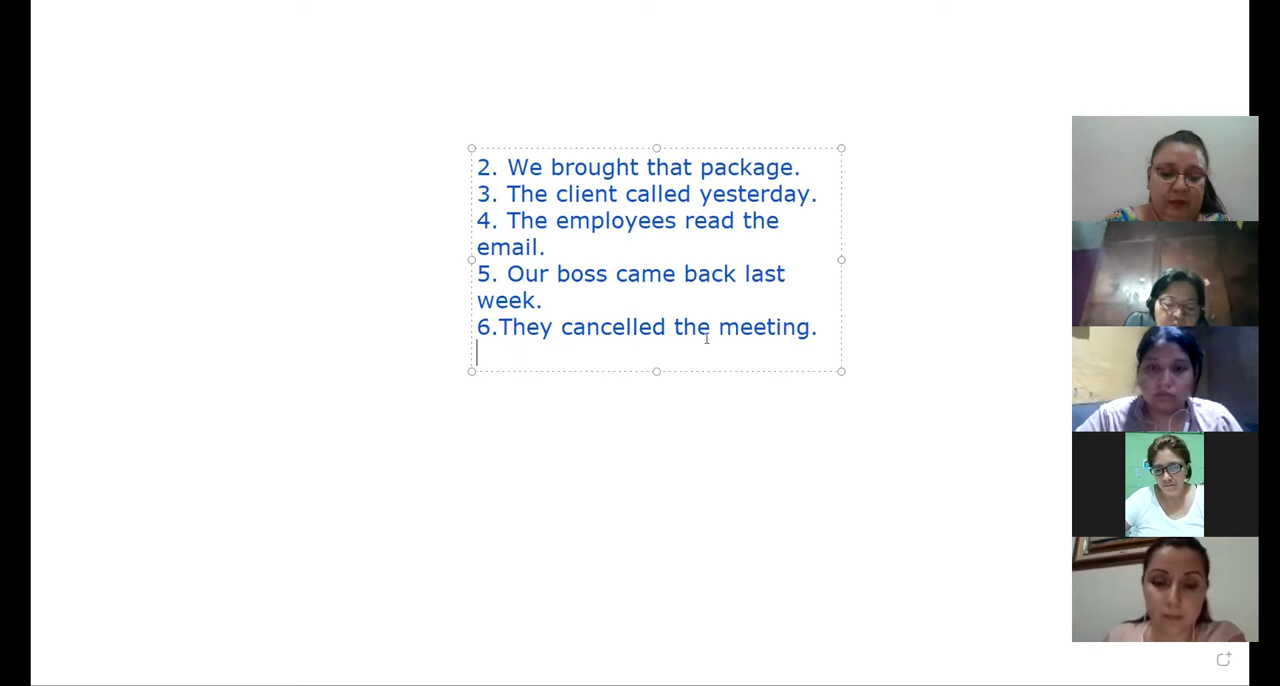 2. We brought that package.
3. The client called yesterday.
4. The employees read the
email.
5. Our boss came back last
week.
6.They cancelled the meeting.